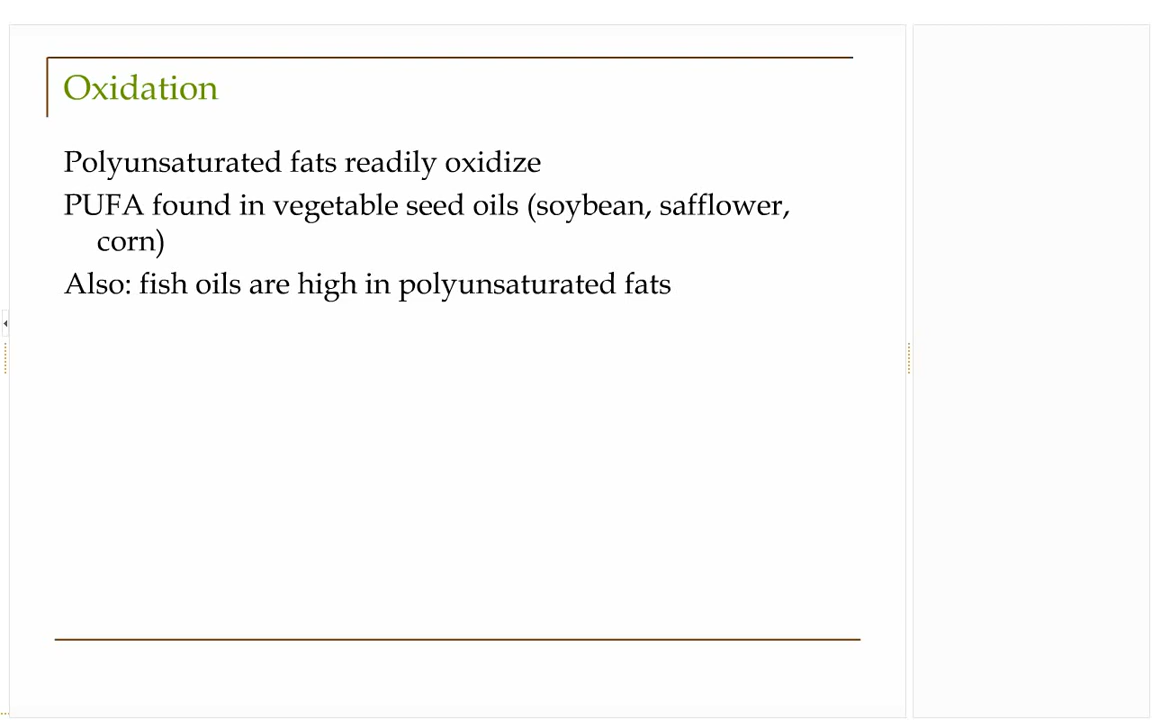 Oxidation
Polyunsaturated fats readily oxidize
PUFA found in vegetable seed oils (soybean, safflower,
corn)
Also: fish oils are high in polyunsaturated fats